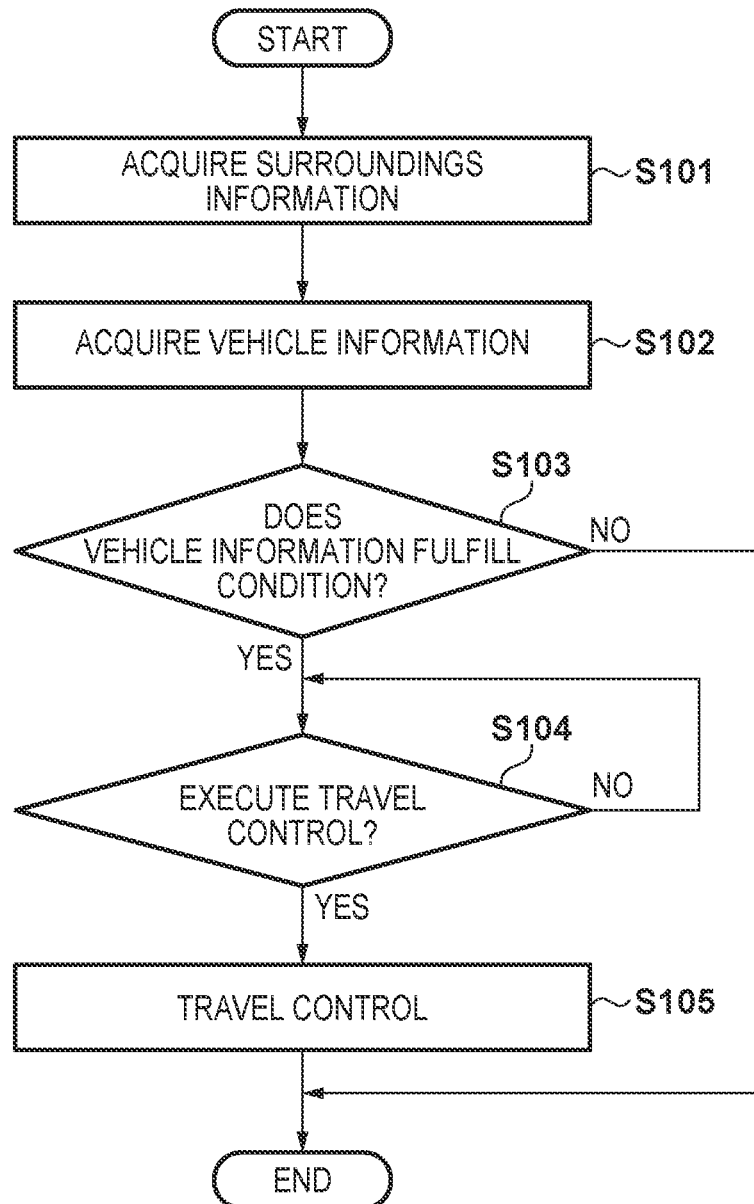 START
ACQUIRE SURROUNDINGS
INFORMATION
S101
ACQUIRE VEHICLE INFORMATION
S102
S103
DOES
VEHICLE INFORMATION FULFILL
CONDITION?
NO
YES
S104
EXECUTE TRAVEL
CONTROL?
NO
YES
TRAVEL CONTROL
S105
END